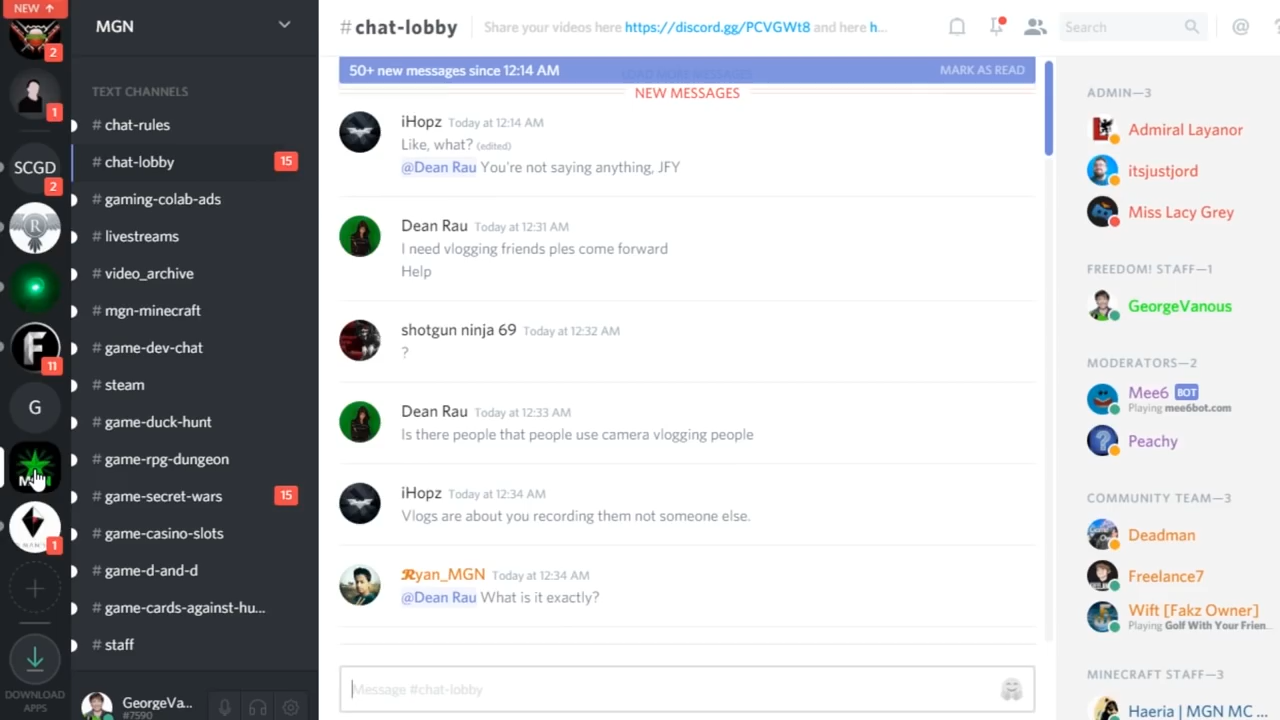 NEW ↑
2
1
SCGD
2
R
F
11
G
1
DOWNLOAD
APPS
MGN
TEXT CHANNELS
# chat-rules
# chat-lobby 15
# gaming-colab-ads
# livestreams
# video_archive
# mgn-minecraft
# game-dev-chat
# steam
# game-duck-hunt
# game-rpg-dungeon
# game-secret-wars 15
# game-casino-slots
# game-d-and-d
# game-cards-against-hu...
# staff
GeorgeVa...
#7590
# chat-lobby Share your videos here https://discord.gg/PCVGWt8 and here h...
Search
@
50+ new messages since 12:14 AM LOAD MORE MESSAGES MARK AS READ
NEW MESSAGES
iHopz Today at 12:14 AM
Like, what? (edited)
@Dean Rau You're not saying anything, JFY
Dean Rau Today at 12:31 AM
I need vlogging friends ples come forward
Help
shotgun ninja 69 Today at 12:32 AM
?
Dean Rau Today at 12:33 AM
Is there people that people use camera vlogging people
iHopz Today at 12:34 AM
Vlogs are about you recording them not someone else.
Ryan_MGN Today at 12:34 AM
@Dean Rau What is it exactly?
Message #chat-lobby
ADMIN—3
Admiral Layanor
itsjustjord
Miss Lacy Grey
FREEDOM! STAFF—1
GeorgeVanous
MODERATORS—2
Mee6 BOT
Playing mee6bot.com
Peachy
COMMUNITY TEAM—3
Deadman
Freelance7
Wift [Fakz Owner]
Playing Golf With Your Frien...
MINECRAFT STAFF—3
Haeria | MGN MC ...